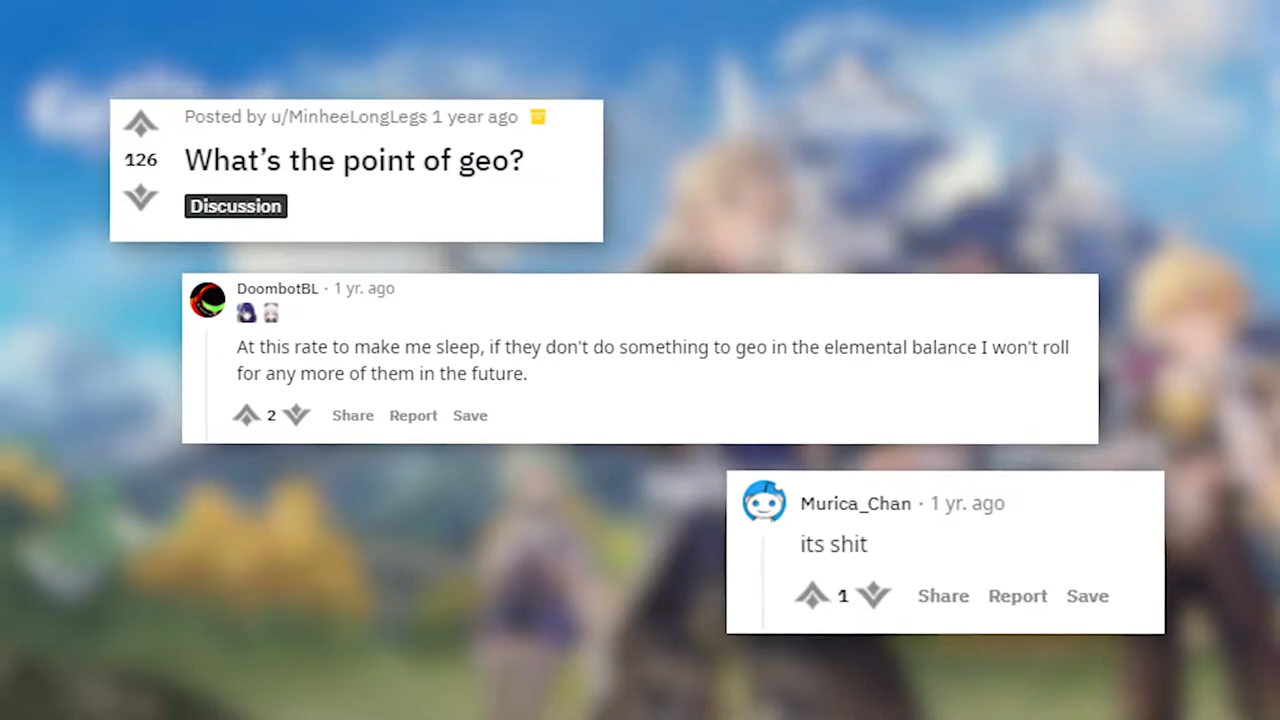 Posted by u/MinheeLongLegs 1 year ago
126
What's the point of geo?
Discussion
DoombotBL · 1 yr. ago
At this rate to make me sleep, if they don't do something to geo in the elemental balance I won't roll
for any more of them in the future.
2 Share Report Save
Murica_Chan · 1 yr. ago
its shit
1 Share Report Save